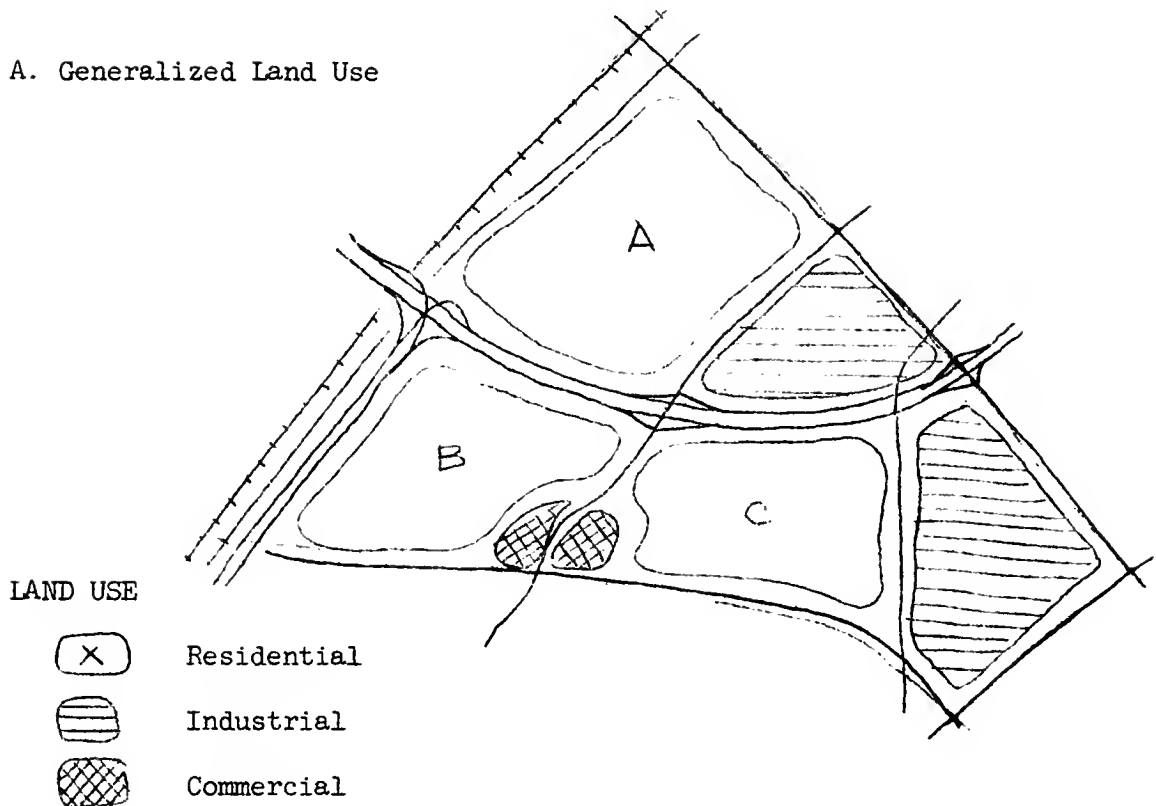 A. Generalized Land Use
A
B
C
LAND USE
X Residential
Industrial
Commercial